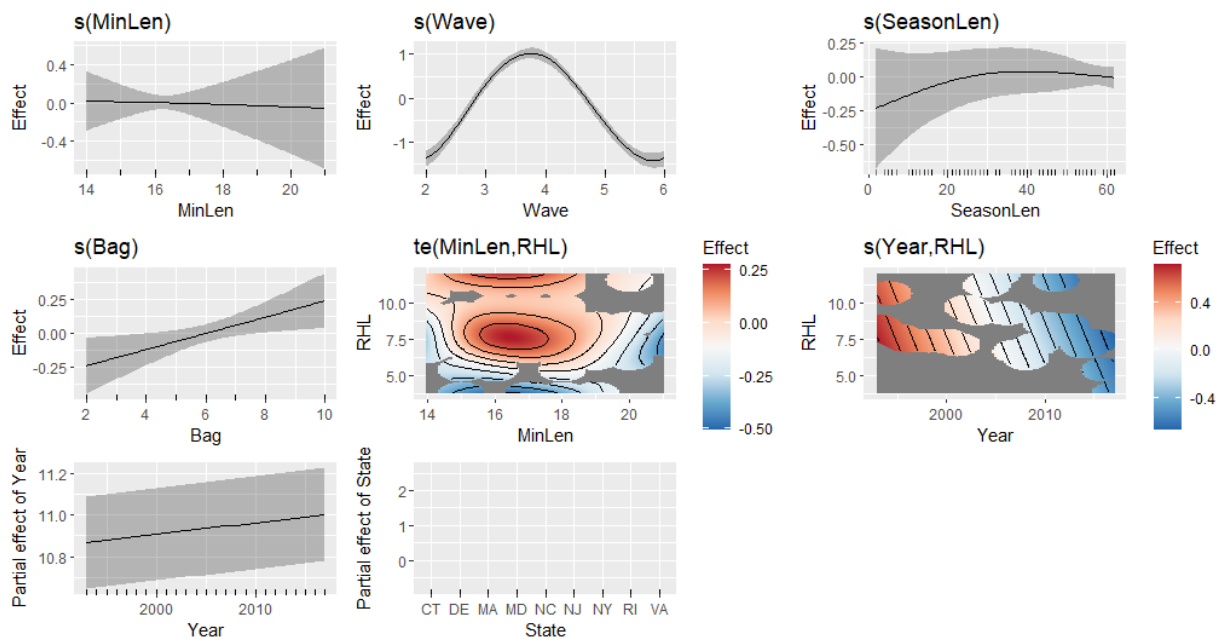 s(MinLen)
Effect
0.4
0.0
-0.4
14 16 18 20
MinLen
s(Wave)
Effect
1
0
-1
2 3 4 5 6
Wave
s(SeasonLen)
Effect
0.25
0.00
-0.25
-0.50
0 20 40 60
SeasonLen
s(Bag)
Effect
0.25
0.00
-0.25
2 4 6 8 10
Bag
te(MinLen,RHL)
RHL
10.0
7.5
5.0
14 16 18 20
MinLen
Effect
0.25
0.00
-0.25
-0.50
s(Year,RHL)
RHL
10.0
7.5
5.0
2000 2010
Year
Effect
0.4
0.0
-0.4
Partial effect of Year
11.2
11.0
10.8
2000 2010
Year
Partial effect of State
2
1
0
CT DE MA MD NC NJ NY RI VA
State